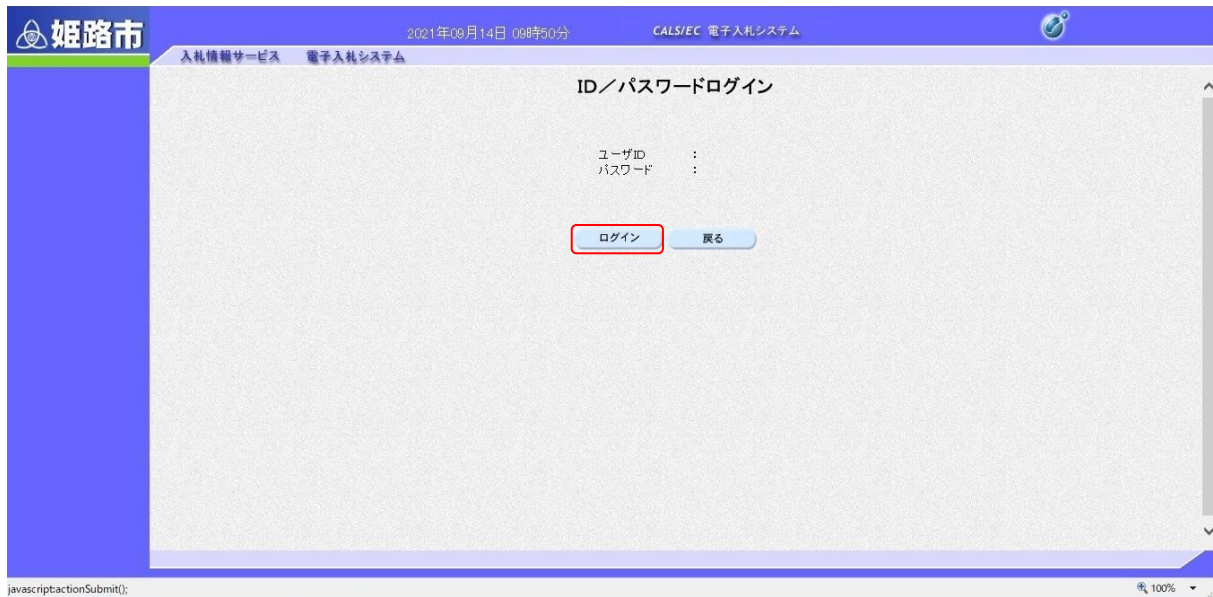 姫路市
2021年09月14日 09時50分
CALS/EC 電子入札システム
入札情報サービス 電子入札システム
ID／パスワードログイン
ユーザID :
パスワード :
ログイン 戻る
javascript:actionSubmit();
100%